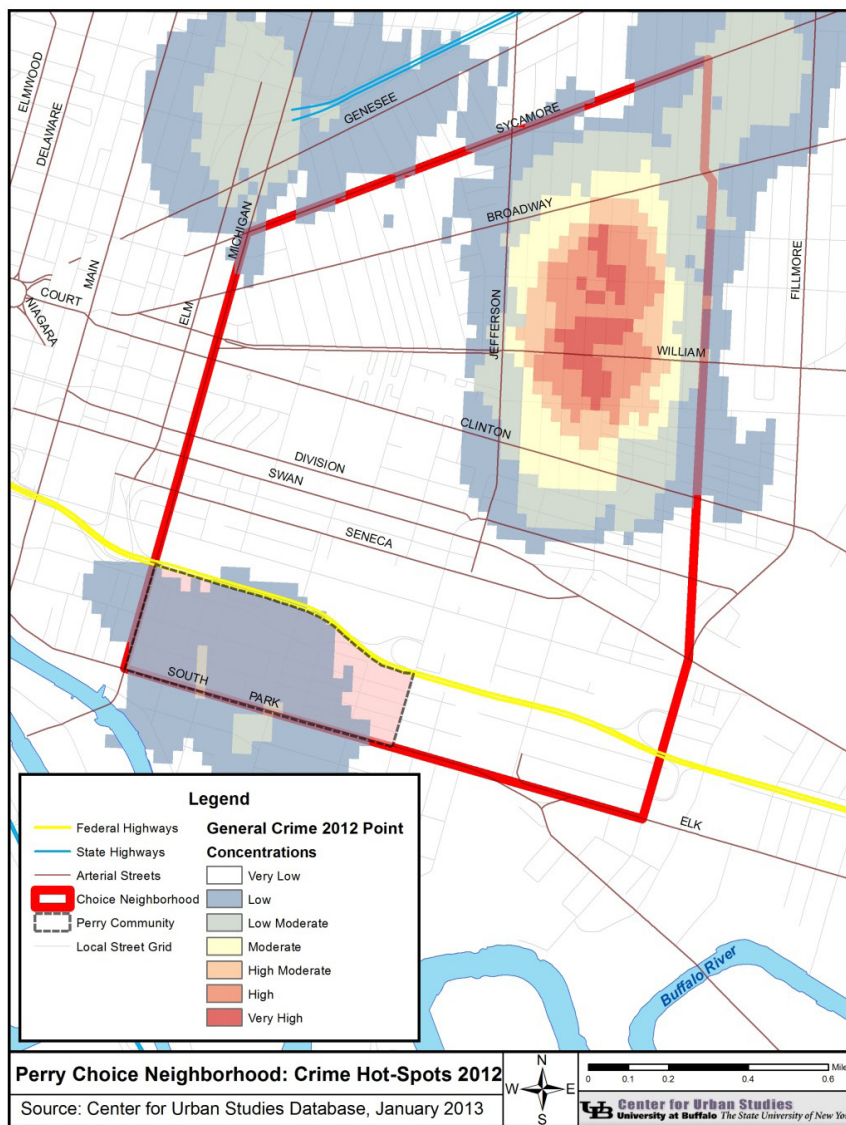 ELMWOOD
DELAWARE
GENESEE
SYCAMORE
BROADWAY
MICHIGAN
MAIN
ELM
COURT
NIAGARA
JEFFERSON
FILLMORE
WILLIAM
CLINTON
DIVISION
SWAN
SENECA
SOUTH
PARK
ELK
Buffalo River
Legend
Federal Highways
State Highways
Arterial Streets
Choice Neighborhood
Perry Community
Local Street Grid
General Crime 2012 Point
Concentrations
Very Low
Low
Low Moderate
Moderate
High Moderate
High
Very High
Perry Choice Neighborhood: Crime Hot-Spots 2012
Source: Center for Urban Studies Database, January 2013
N
W E
S
0 0.1 0.2 0.4 0.6
Mile
UB Center for Urban Studies
University at Buffalo The State University of New York